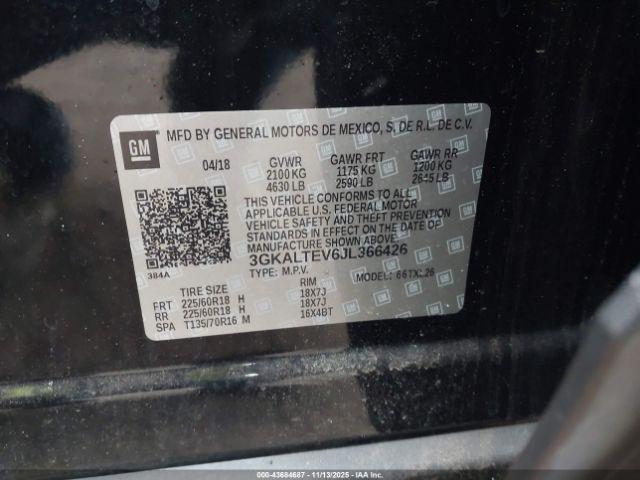 GM
MFD BY GENERAL MOTORS DE MEXICO, S. DE R.L. DE C.V.
04/18 GVWR GAWR FRT GAWR RR
2100 KG 1175 KG 1200 KG
4630 LB 2590 LB 2645 LB
THIS VEHICLE CONFORMS TO ALL
APPLICABLE U.S. FEDERAL MOTOR
VEHICLE SAFETY AND THEFT PREVENTION
STANDARDS IN EFFECT ON THE DATE OF
MANUFACTURE SHOWN ABOVE.
3GKALTEV6JL366426
384A TYPE: M.P.V. MODEL: 66TXL26
TIRE SIZE RIM
FRT 225/60R18 H 18X7J
RR 225/60R18 H 18X7J
SPA T135/70R16 M 16X4BT
000-43684687 - 11/13/2025 - IAAI.com